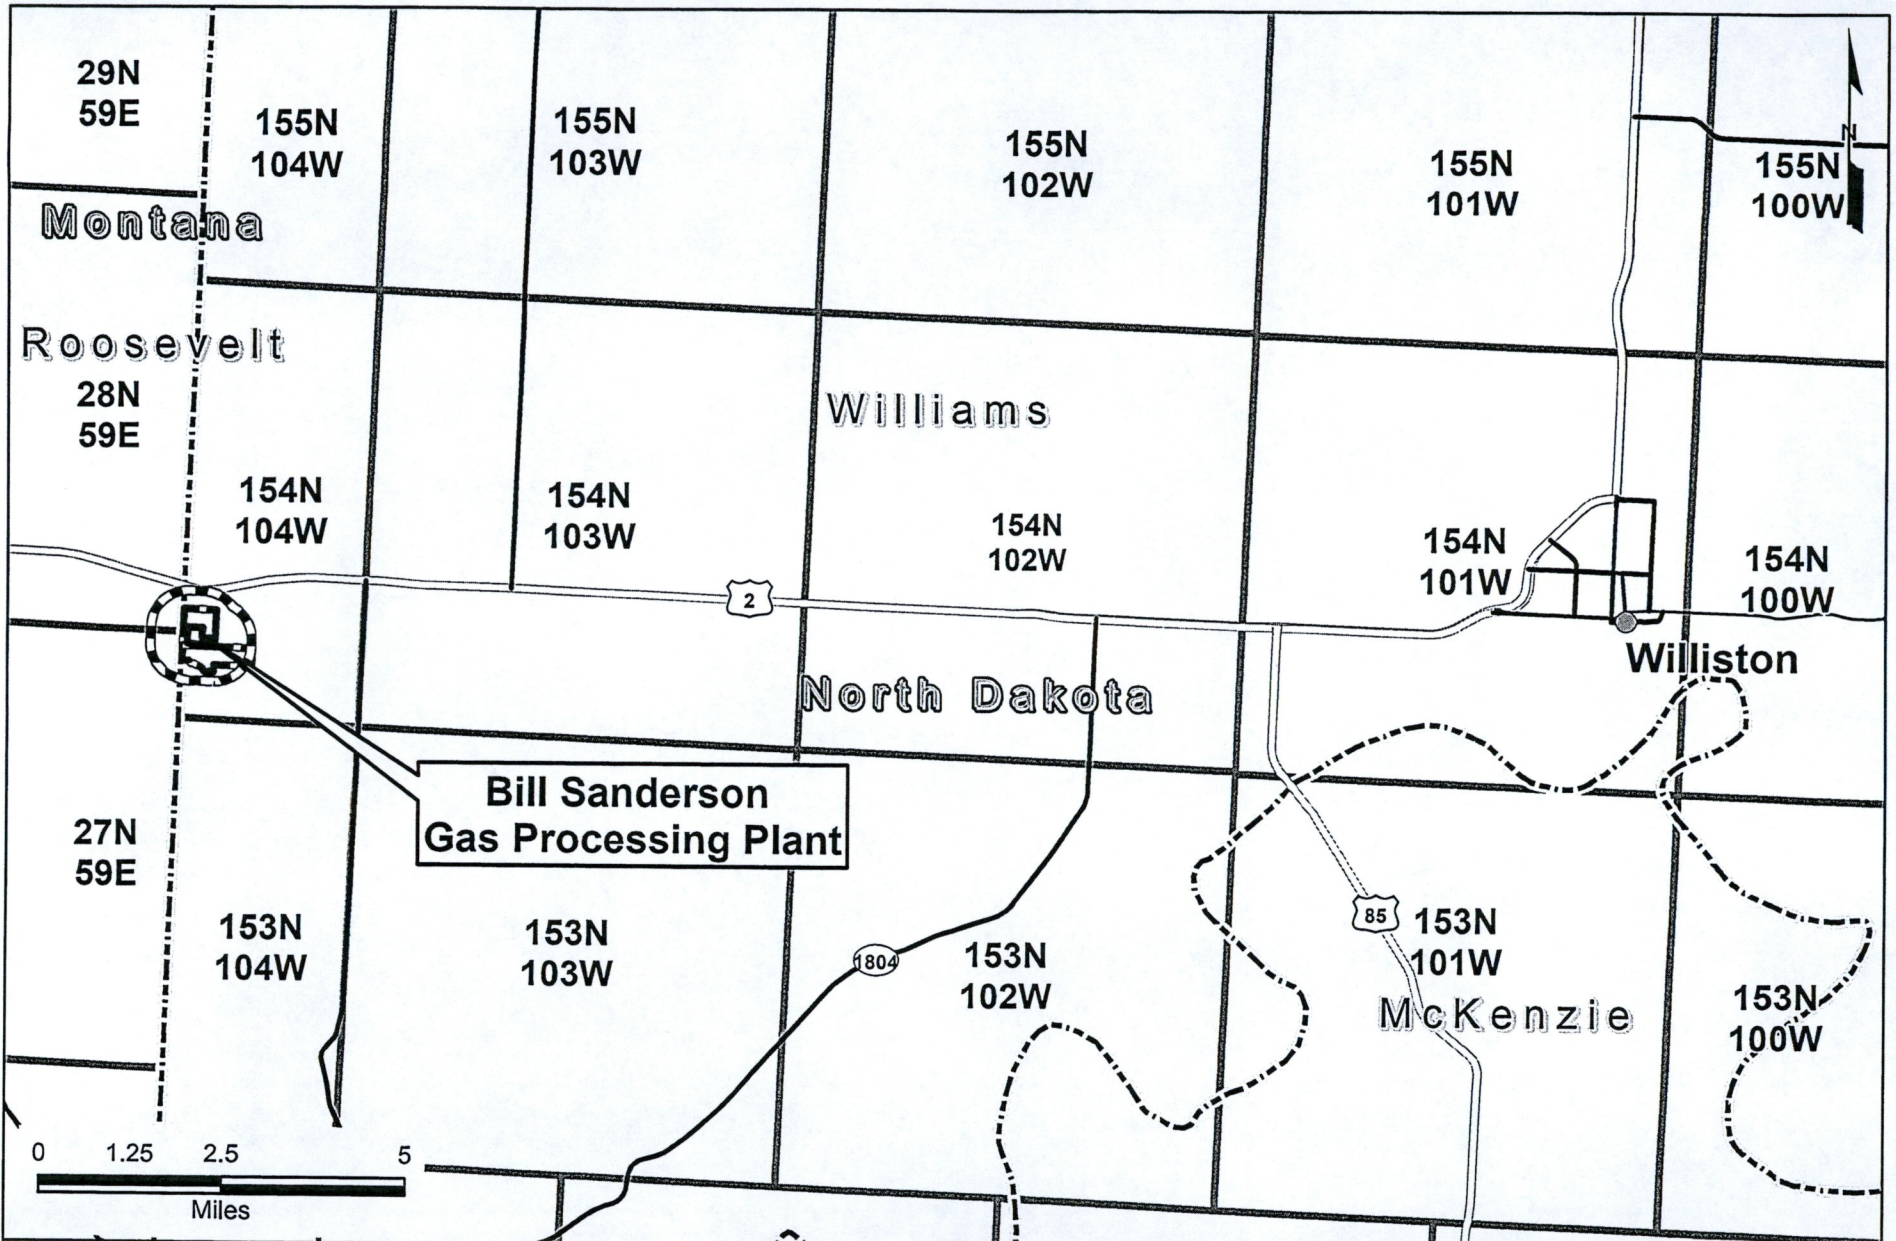 29N
59E
155N
104W
155N
103W
155N
102W
155N
101W
155N
100W
N
Montana
Roosevelt
28N
59E
Williams
154N
104W
154N
103W
154N
102W
154N
101W
154N
100W
2
Williston
North Dakota
Bill Sanderson
Gas Processing Plant
27N
59E
153N
104W
153N
103W
1804
153N
102W
85
153N
101W
McKenzie
153N
100W
0 1.25 2.5 5
Miles